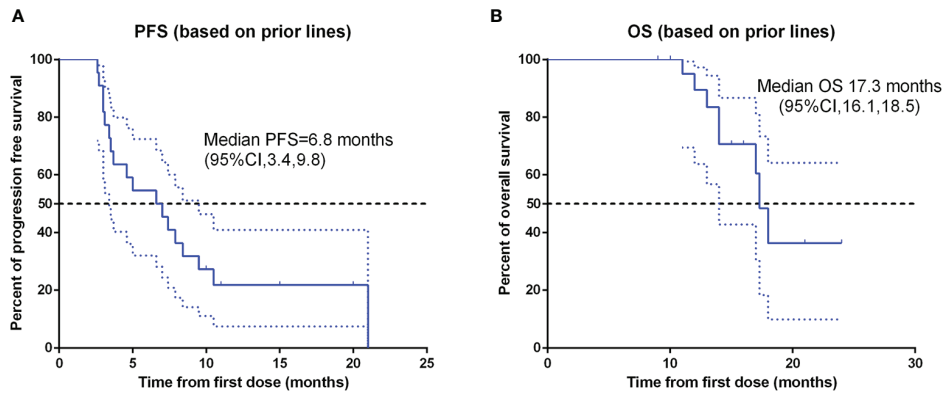 A
PFS (based on prior lines)
Percent of progression free survival
100
80
60
50
40
20
0
Median PFS=6.8 months
(95%CI,3.4,9.8)
0 5 10 15 20 25
Time from first dose (months)
B
OS (based on prior lines)
Percent of overall survival
100
80
60
50
40
20
0
Median OS 17.3 months
(95%CI,16.1,18.5)
0 10 20 30
Time from first dose (months)